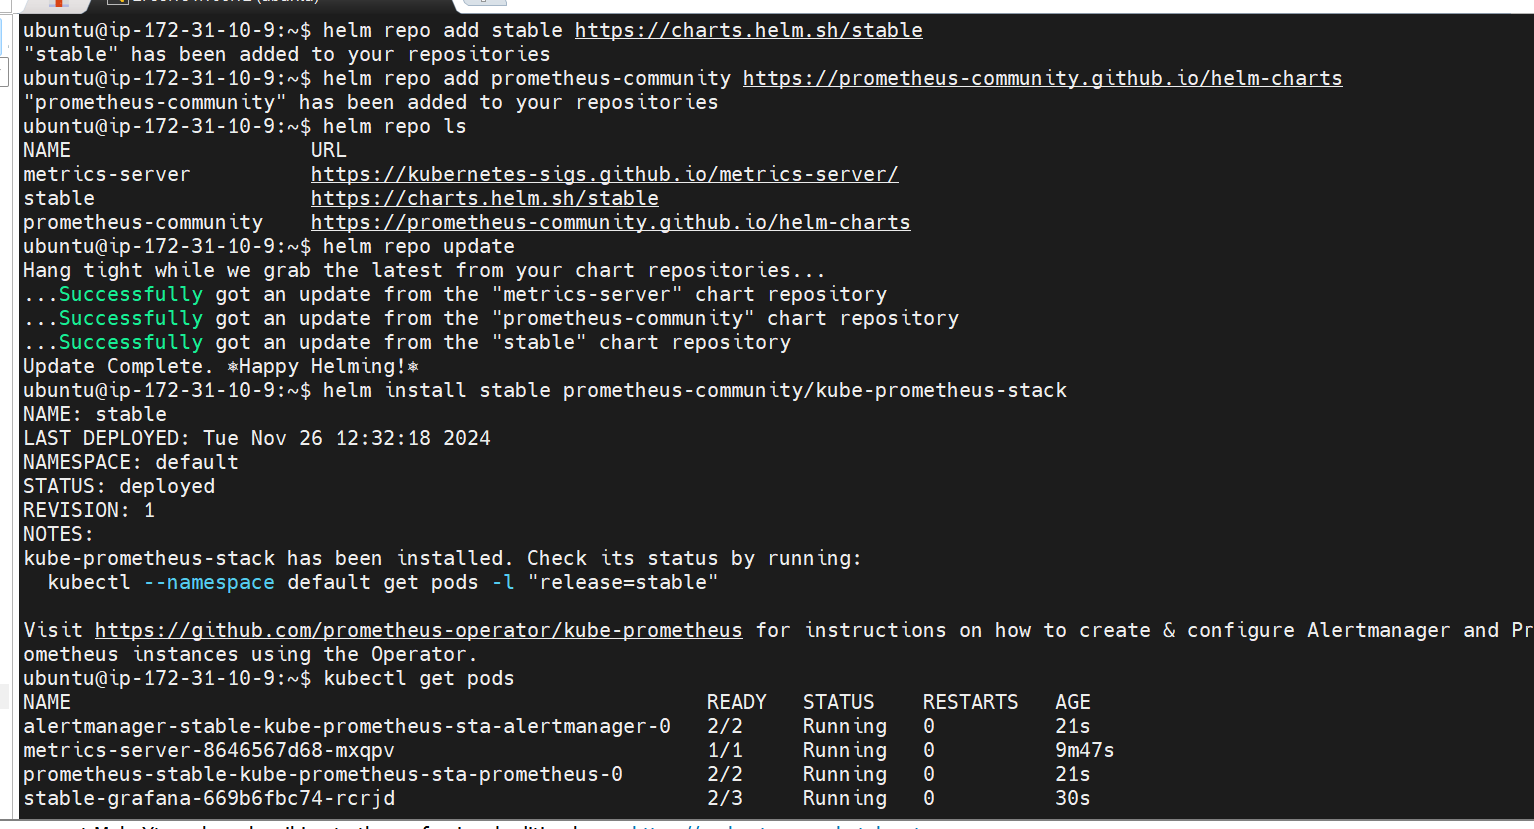 ubuntu@ip-172-31-10-9:~$ helm repo add stable https://charts.helm.sh/stable
"stable" has been added to your repositories
ubuntu@ip-172-31-10-9:~$ helm repo add prometheus-community https://prometheus-community.github.io/helm-charts
"prometheus-community" has been added to your repositories
ubuntu@ip-172-31-10-9:~$ helm repo ls
NAME                    URL
metrics-server          https://kubernetes-sigs.github.io/metrics-server/
stable                  https://charts.helm.sh/stable
prometheus-community    https://prometheus-community.github.io/helm-charts
ubuntu@ip-172-31-10-9:~$ helm repo update
Hang tight while we grab the latest from your chart repositories...
...Successfully got an update from the "metrics-server" chart repository
...Successfully got an update from the "prometheus-community" chart repository
...Successfully got an update from the "stable" chart repository
Update Complete. ⎈Happy Helming!⎈
ubuntu@ip-172-31-10-9:~$ helm install stable prometheus-community/kube-prometheus-stack
NAME: stable
LAST DEPLOYED: Tue Nov 26 12:32:18 2024
NAMESPACE: default
STATUS: deployed
REVISION: 1
NOTES:
kube-prometheus-stack has been installed. Check its status by running:
  kubectl --namespace default get pods -l "release=stable"

Visit https://github.com/prometheus-operator/kube-prometheus for instructions on how to create & configure Alertmanager and Pr
ometheus instances using the Operator.
ubuntu@ip-172-31-10-9:~$ kubectl get pods
NAME                                                     READY   STATUS    RESTARTS   AGE
alertmanager-stable-kube-prometheus-sta-alertmanager-0   2/2     Running   0          21s
metrics-server-8646567d68-mxqpv                          1/1     Running   0          9m47s
prometheus-stable-kube-prometheus-sta-prometheus-0       2/2     Running   0          21s
stable-grafana-669b6fbc74-rcrjd                          2/3     Running   0          30s